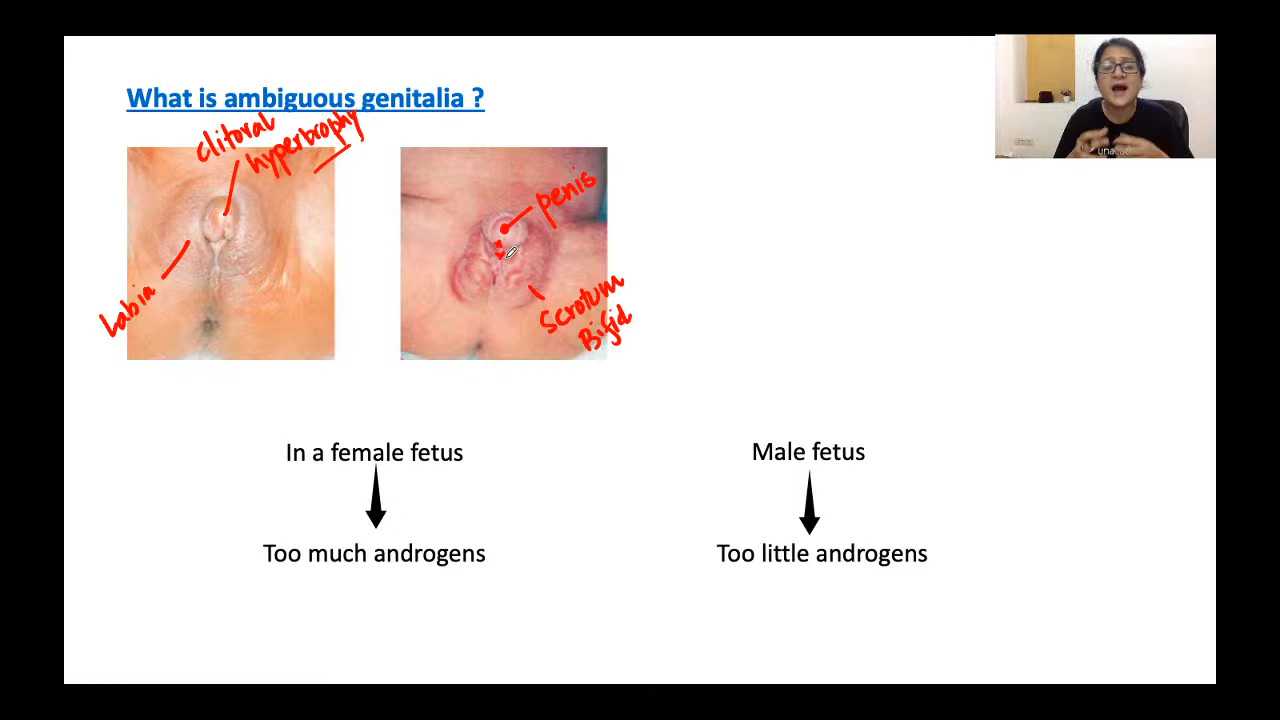 What is ambiguous genitalia ?
clitoral
hypertrophy
Labia
penis
Scrotum
Bifid
In a female fetus
Male fetus
Too much androgens
Too little androgens